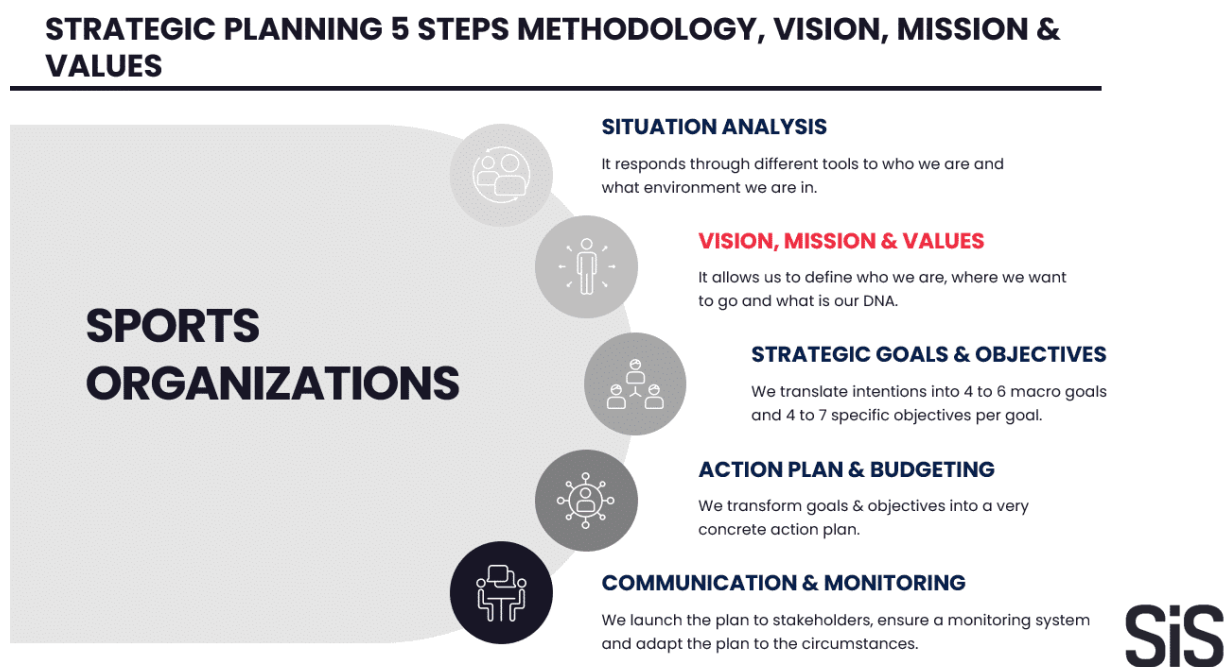 STRATEGIC PLANNING 5 STEPS METHODOLOGY, VISION, MISSION &
VALUES
SITUATION ANALYSIS
It responds through different tools to who we are and
what environment we are in.
VISION, MISSION & VALUES
It allows us to define who we are, where we want
to go and what is our DNA.
SPORTS
ORGANIZATIONS
STRATEGIC GOALS & OBJECTIVES
We translate intentions into 4 to 6 macro goals
and 4 to 7 specific objectives per goal.
ACTION PLAN & BUDGETING
We transform goals & objectives into a very
concrete action plan.
COMMUNICATION & MONITORING
We launch the plan to stakeholders, ensure a monitoring system
and adapt the plan to the circumstances.
SiS